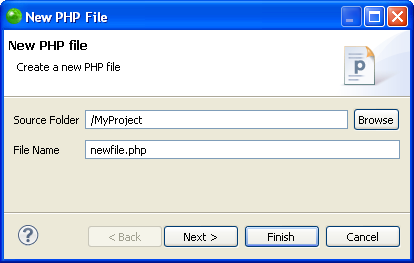 New PHP File
New PHP file
Create a new PHP file
p
Source Folder /MyProject Browse
File Name newfile.php
? < Back Next > Finish Cancel